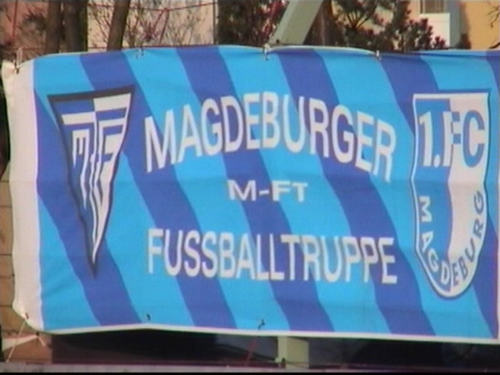 MFT
MAGDEBURGER
M-FT
FUSSBALLTRUPPE
1.FC
MAGDEBURG